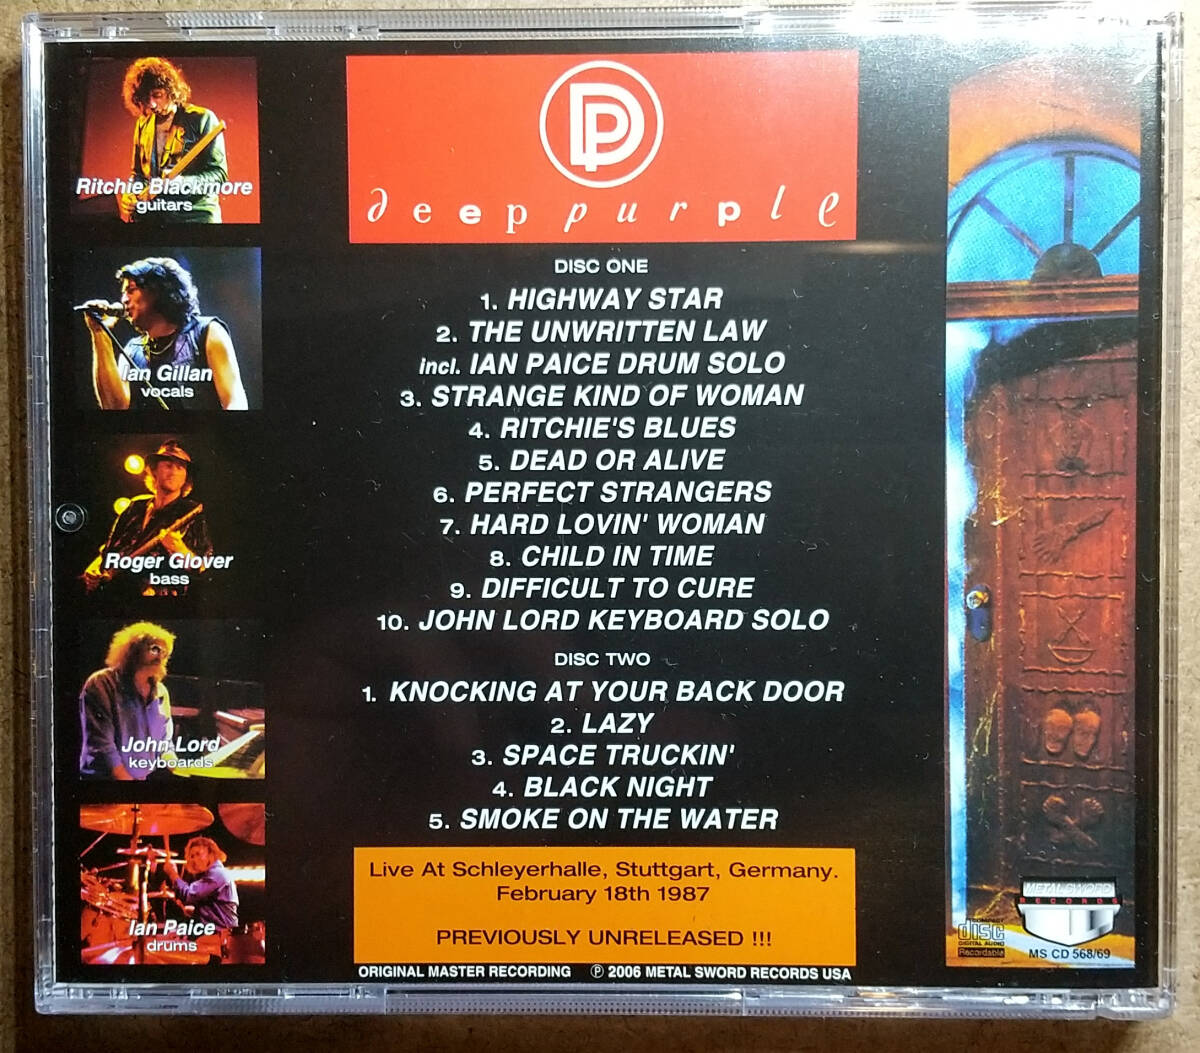 Ritchie Blackmore
guitars
Ian Gillan
vocals
Roger Glover
bass
John Lord
keyboards
Ian Paice
drums
DP
deep purple
DISC ONE
1. HIGHWAY STAR
2. THE UNWRITTEN LAW
incl. IAN PAICE DRUM SOLO
3. STRANGE KIND OF WOMAN
4. RITCHIE'S BLUES
5. DEAD OR ALIVE
6. PERFECT STRANGERS
7. HARD LOVIN' WOMAN
8. CHILD IN TIME
9. DIFFICULT TO CURE
10. JOHN LORD KEYBOARD SOLO
DISC TWO
1. KNOCKING AT YOUR BACK DOOR
2. LAZY
3. SPACE TRUCKIN'
4. BLACK NIGHT
5. SMOKE ON THE WATER
Live At Schleyerhalle, Stuttgart, Germany.
February 18th 1987
PREVIOUSLY UNRELEASED !!!
ORIGINAL MASTER RECORDING ℗ 2006 METAL SWORD RECORDS USA
COMPACT
disc
DIGITAL AUDIO
Recordable
METAL SWORD
RECORDS
MS CD 568/69